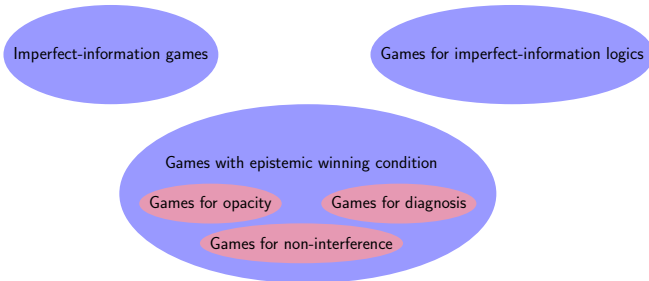 Imperfect-information games
Games for imperfect-information logics
Games with epistemic winning condition
Games for opacity
Games for diagnosis
Games for non-interference